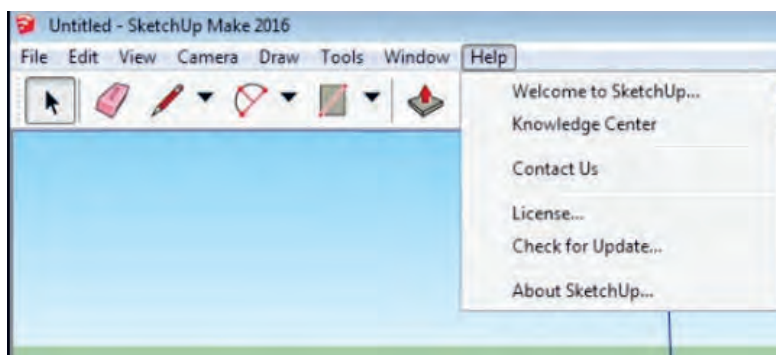 Untitled - SketchUp Make 2016
File Edit View Camera Draw Tools Window Help
Welcome to SketchUp...
Knowledge Center
Contact Us
License...
Check for Update...
About SketchUp...